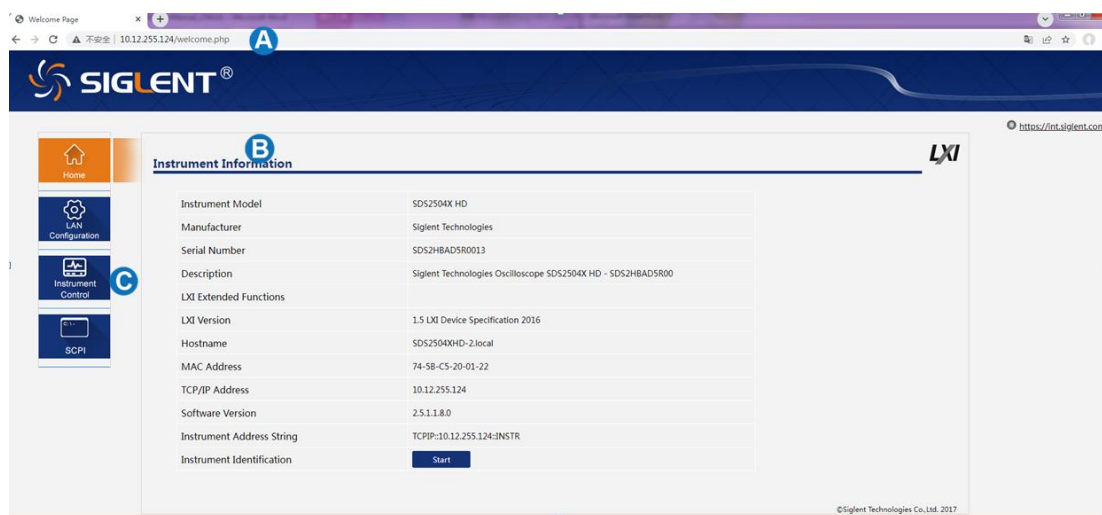 Welcome Page
不安全 | 10.12.255.124/welcome.php
A
SIGLENT®
https://int.siglent.com
B
Instrument Information
LXI
Home
LAN
Configuration
Instrument
Control
C
SCPI
Instrument Model SDS2504X HD
Manufacturer Siglent Technologies
Serial Number SDS2HBAD5R0013
Description Siglent Technologies Oscilloscope SDS2504X HD - SDS2HBAD5R00
LXI Extended Functions
LXI Version 1.5 LXI Device Specification 2016
Hostname SDS2504XHD-2.local
MAC Address 74-5B-C5-20-01-22
TCP/IP Address 10.12.255.124
Software Version 2.5.1.1.8.0
Instrument Address String TCPIP::10.12.255.124::INSTR
Instrument Identification Start
©Siglent Technologies Co.,Ltd. 2017